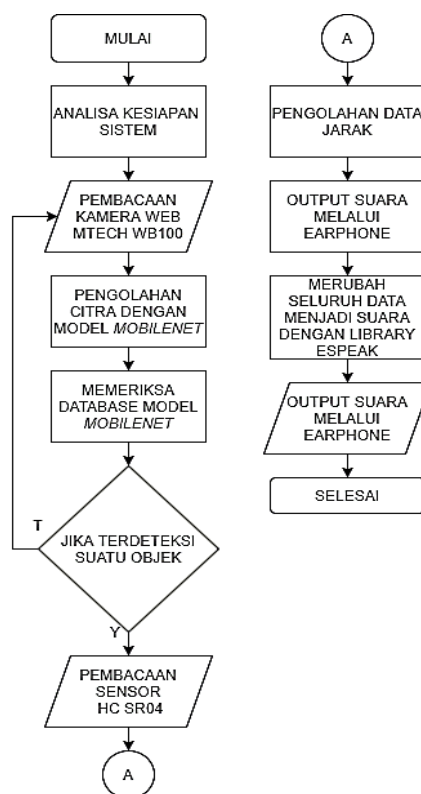 MULAI
ANALISA KESIAPAN
SISTEM
PEMBACAAN
KAMERA WEB
MTECH WB100
PENGOLAHAN
CITRA DENGAN
MODEL MOBILENET
MEMERIKSA
DATABASE MODEL
MOBILENET
T
JIKA TERDETEKSI
SUATU OBJEK
Y
PEMBACAAN
SENSOR
HC SR04
A
A
PENGOLAHAN DATA
JARAK
OUTPUT SUARA
MELALUI
EARPHONE
MERUBAH
SELURUH DATA
MENJADI SUARA
DENGAN LIBRARY
ESPEAK
OUTPUT SUARA
MELALUI
EARPHONE
SELESAI